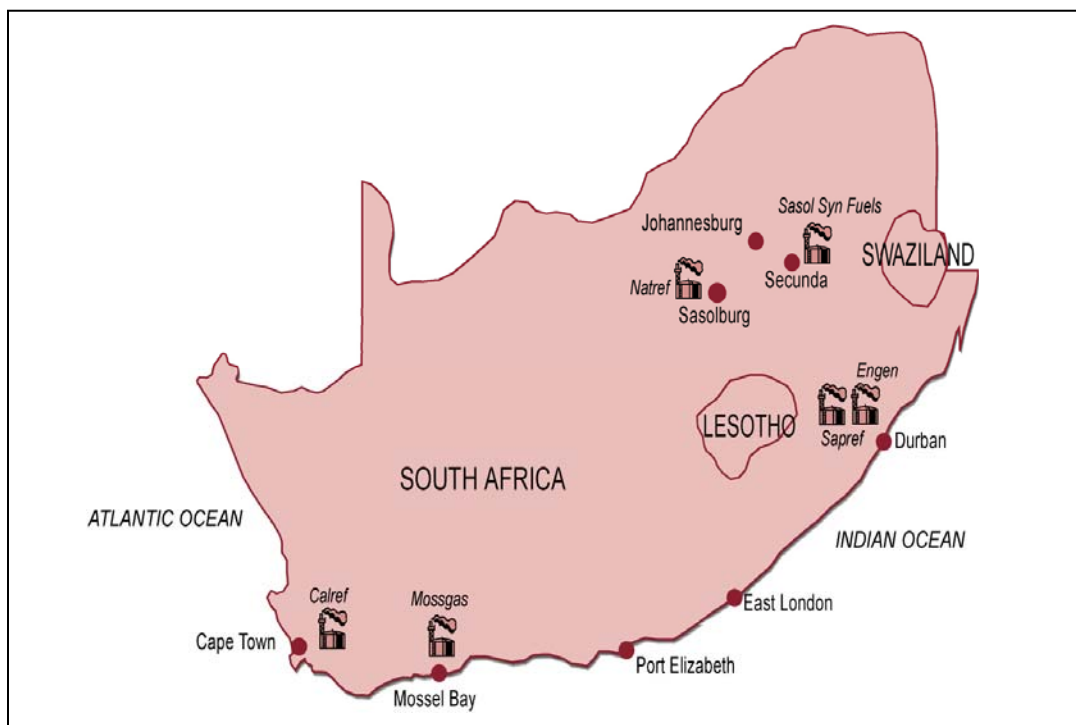 Sasol Syn Fuels
Johannesburg
SWAZILAND
Secunda
Natref
Sasolburg
Engen
LESOTHO
Sapref
Durban
SOUTH AFRICA
ATLANTIC OCEAN
INDIAN OCEAN
Calref
Mossgas
East London
Cape Town
Port Elizabeth
Mossel Bay